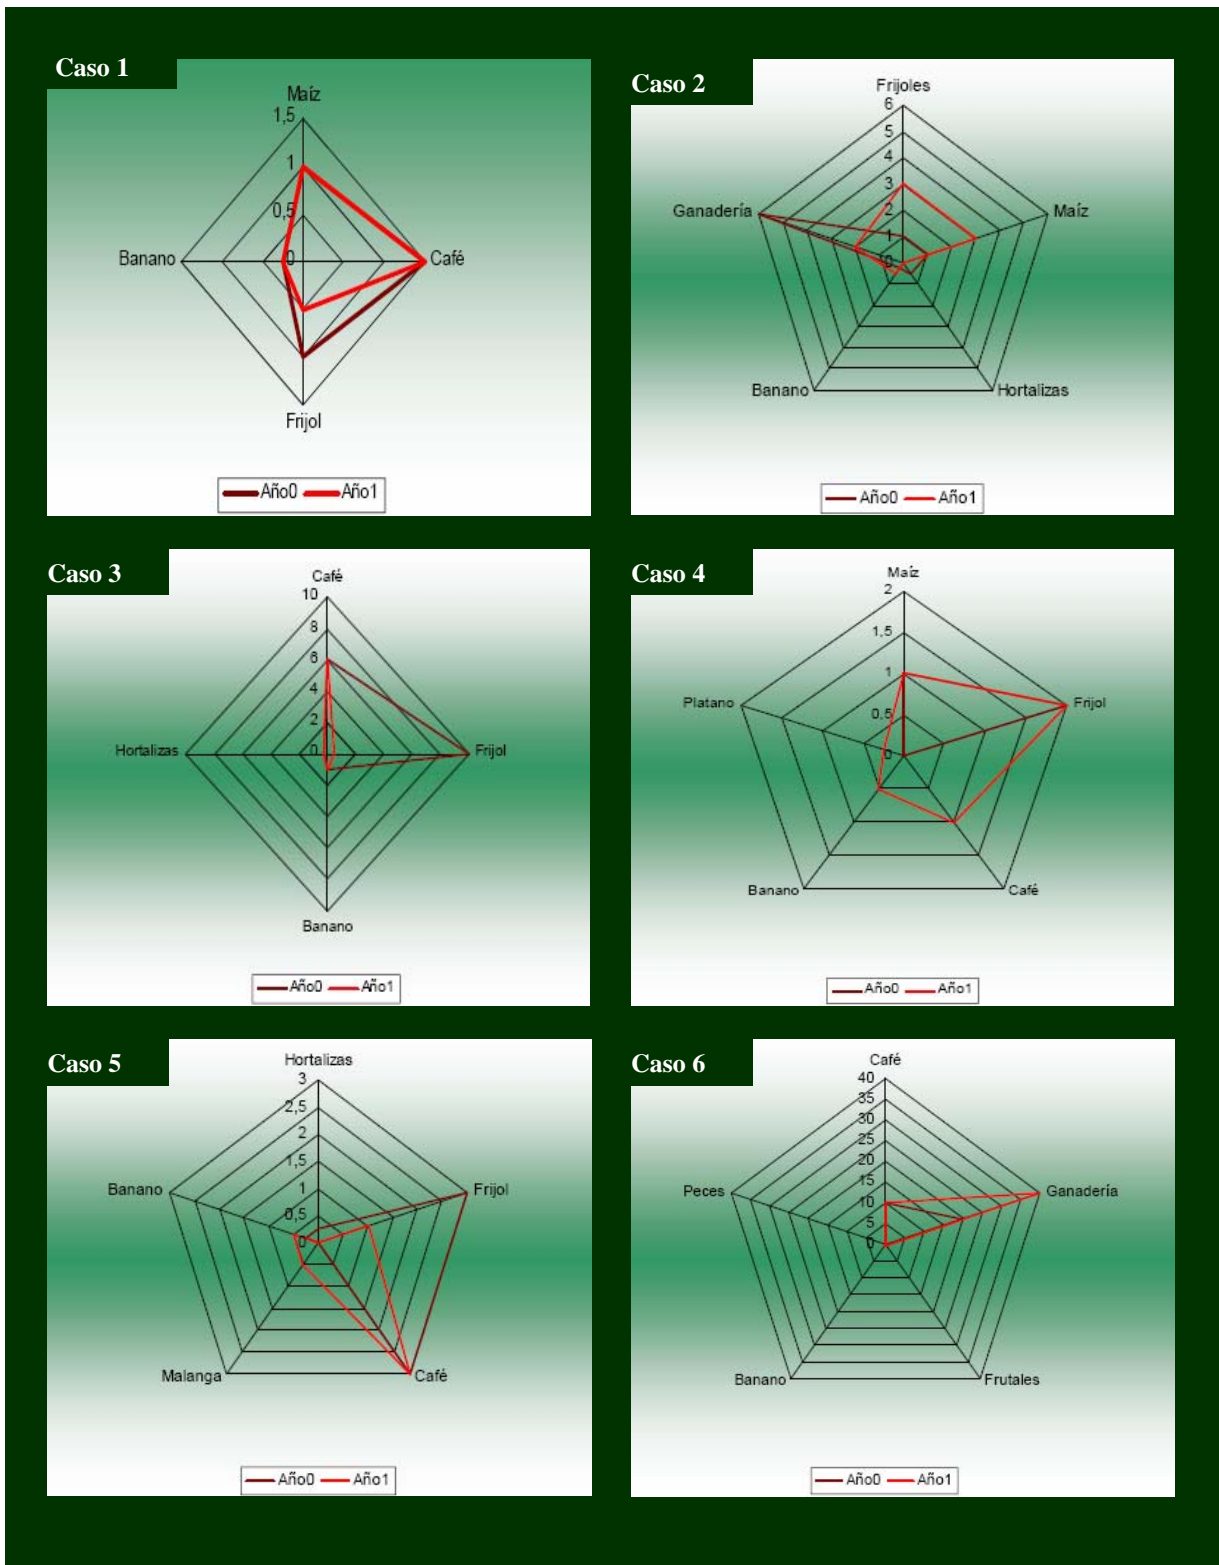 Caso 1
Maíz
1,5
1
0,5
0
Banano
Café
Frijol
Año0 Año1
Caso 2
Frijoles
6
5
4
3
2
1
0
Ganadería
Maíz
Banano
Hortalizas
Año0 Año1
Caso 3
Café
10
8
6
4
2
0
Hortalizas
Frijol
Banano
Año0 Año1
Caso 4
Maíz
2
1,5
1
0,5
0
Platano
Frijol
Banano
Café
Año0 Año1
Caso 5
Hortalizas
3
2,5
2
1,5
1
0,5
0
Banano
Frijol
Malanga
Café
Año0 Año1
Caso 6
Café
40
35
30
25
20
15
10
5
0
Peces
Ganadería
Banano
Frutales
Año0 Año1